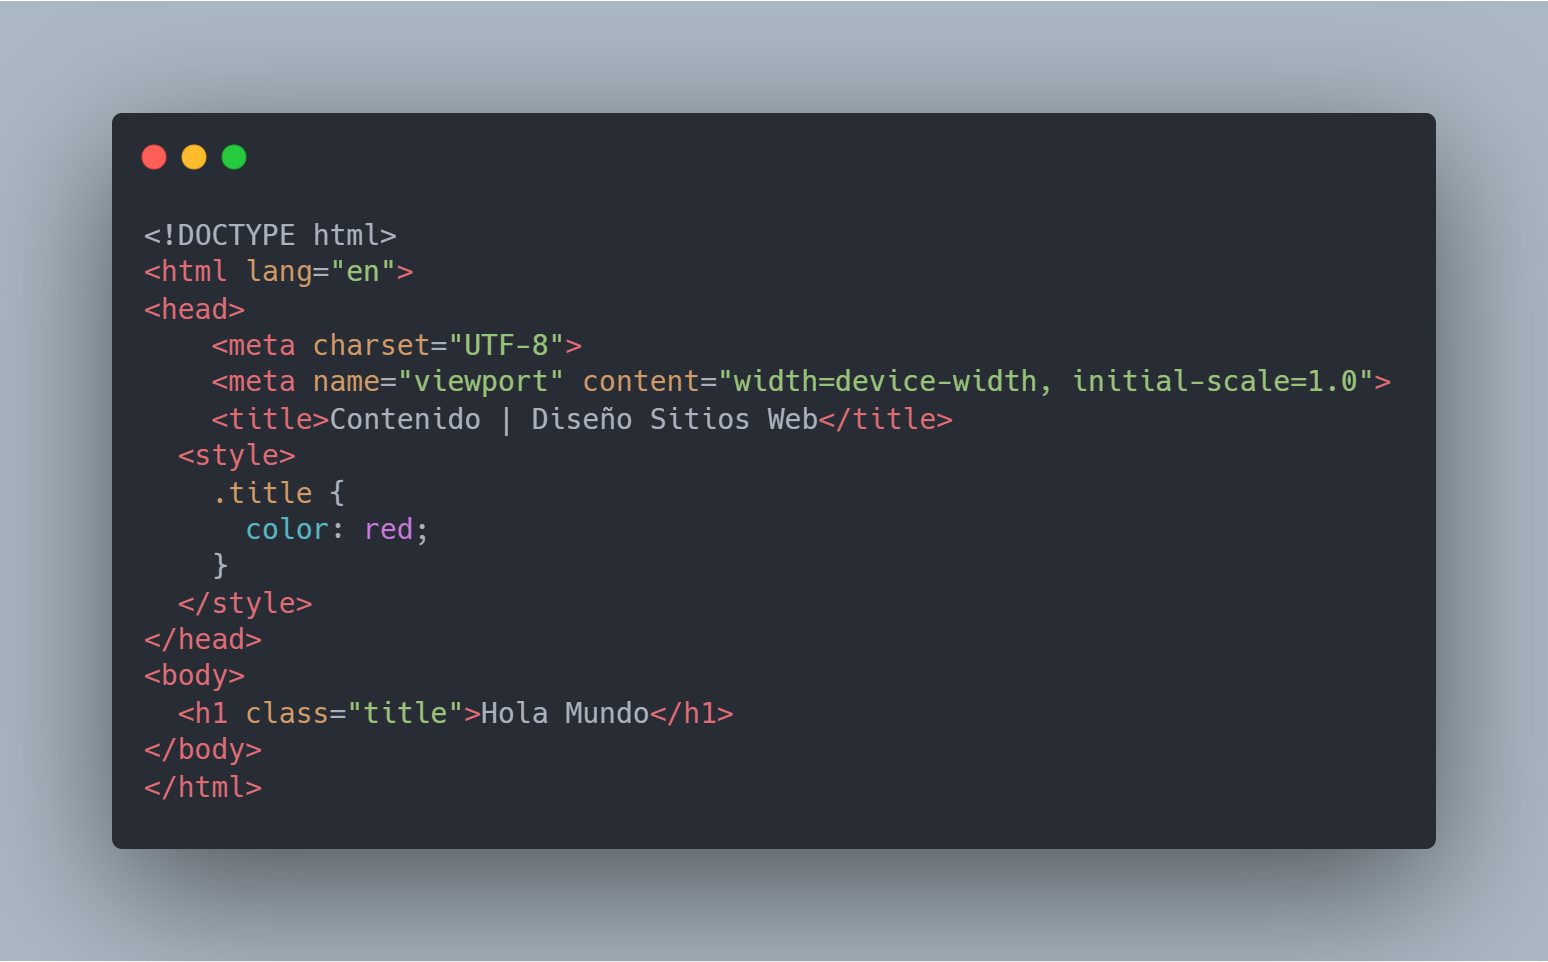 <!DOCTYPE html>
<html lang="en">
<head>
    <meta charset="UTF-8">
    <meta name="viewport" content="width=device-width, initial-scale=1.0">
    <title>Contenido | Diseño Sitios Web</title>
  <style>
    .title {
      color: red;
    }
  </style>
</head>
<body>
  <h1 class="title">Hola Mundo</h1>
</body>
</html>